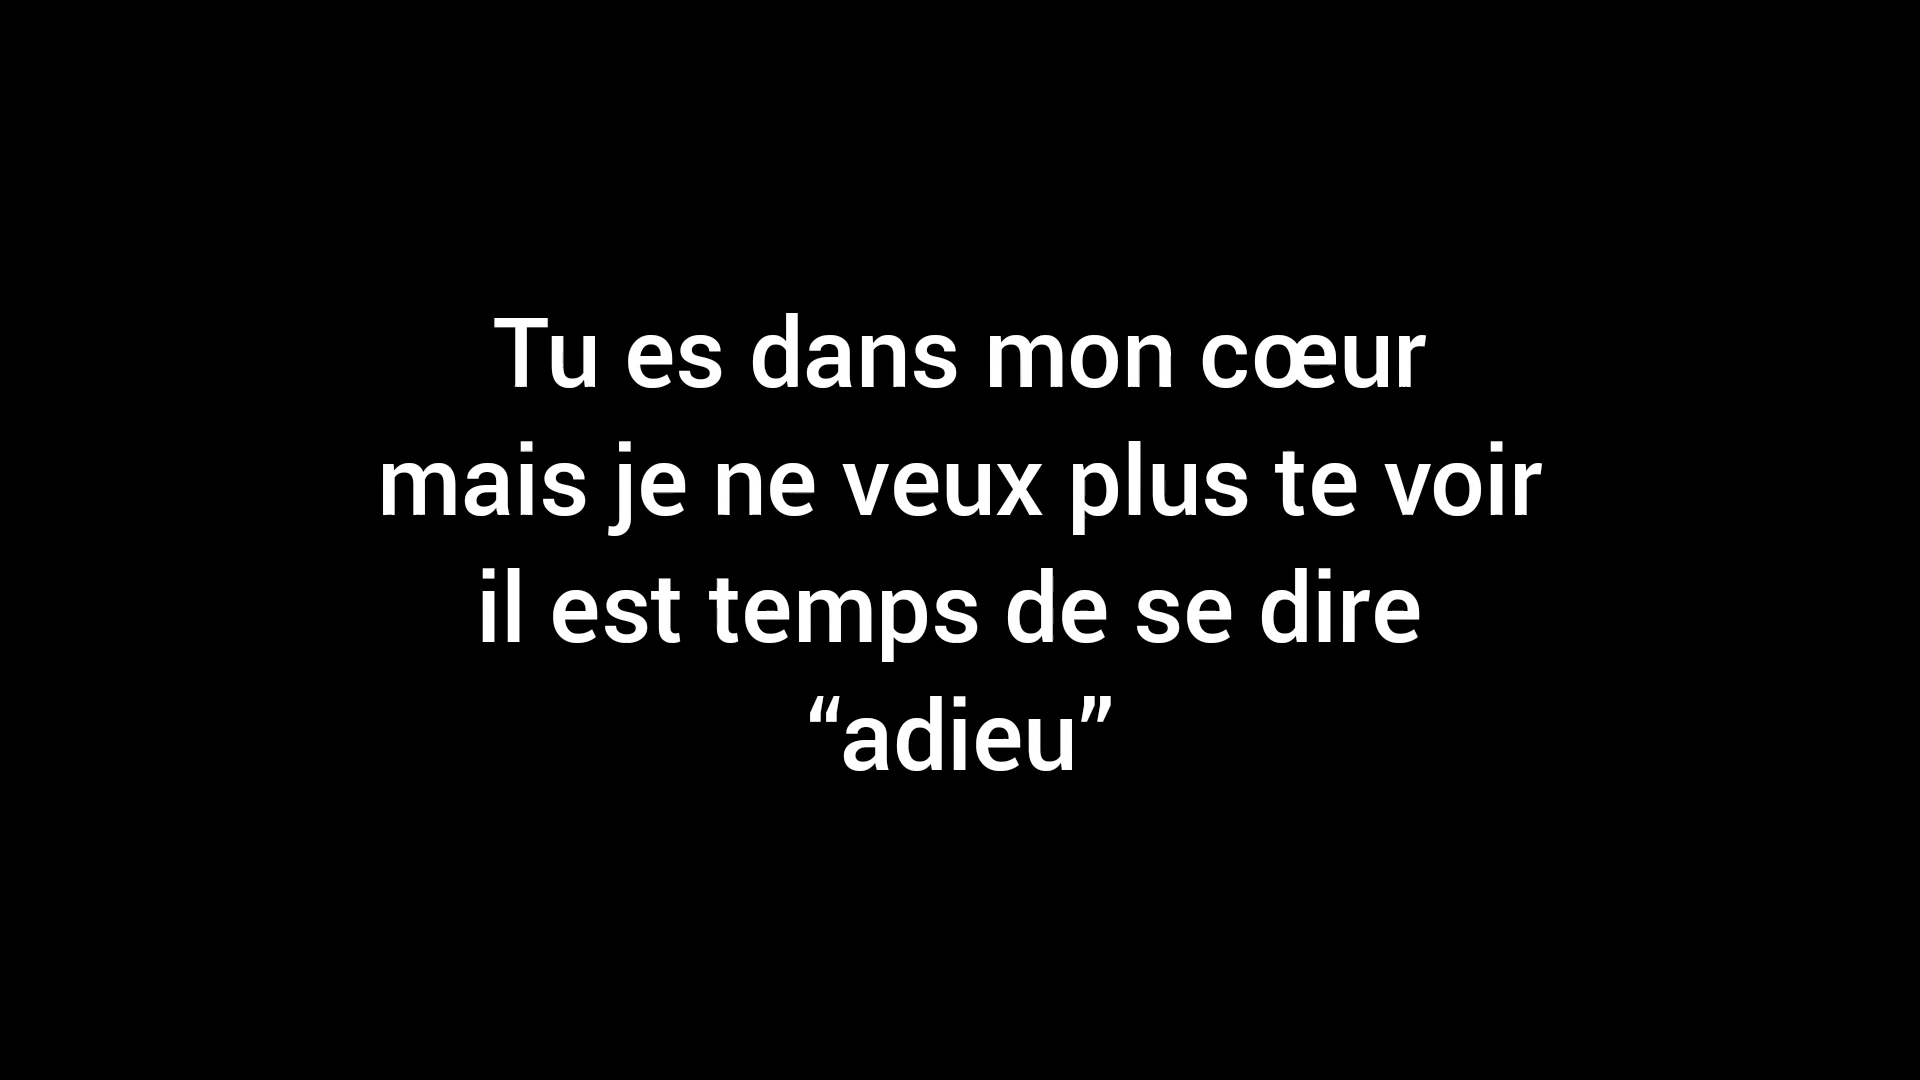 Tu es dans mon cœur
mais je ne veux plus te voir
il est temps de se dire
“adieu”